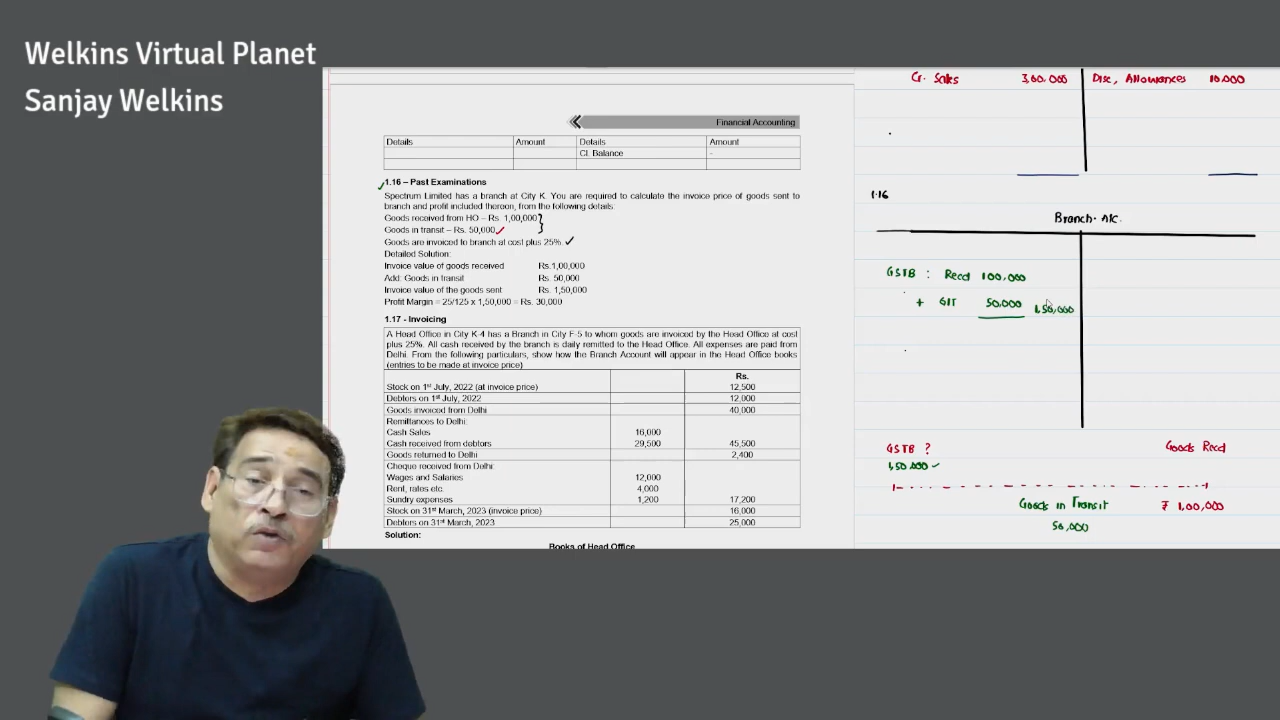 Welkins Virtual Planet
Sanjay Welkins
Financial Accounting
Details Amount Details Amount
Cl. Balance -
1.16 – Past Examinations
Spectrum Limited has a branch at City K. You are required to calculate the invoice price of goods sent to
branch and profit included thereon, from the following details:
Goods received from HO – Rs. 1,00,000
Goods in transit – Rs. 50,000
Goods are invoiced to branch at cost plus 25%.
Detailed Solution:
Invoice value of goods received Rs.1,00,000
Add: Goods in transit Rs. 50,000
Invoice value of the goods sent Rs. 1,50,000
Profit Margin = 25/125 x 1,50,000 = Rs. 30,000
1.17 - Invoicing
A Head Office in City K-4 has a Branch in City F-5 to whom goods are invoiced by the Head Office at cost
plus 25%. All cash received by the branch is daily remitted to the Head Office. All expenses are paid from
Delhi. From the following particulars, show how the Branch Account will appear in the Head Office books
(entries to be made at invoice price)
Rs.
Stock on 1st July, 2022 (at invoice price) 12,500
Debtors on 1st July, 2022 12,000
Goods invoiced from Delhi 40,000
Remittances to Delhi:
Cash Sales 16,000
Cash received from debtors 29,500 45,500
Goods returned to Delhi 2,400
Cheque received from Delhi:
Wages and Salaries 12,000
Rent, rates etc. 4,000
Sundry expenses 1,200 17,200
Stock on 31st March, 2023 (invoice price) 16,000
Debtors on 31st March, 2023 25,000
Solution:
Books of Head Office
Cr. Sales 3,60,000 Disc, Allowances 10,000
1.16
Branch A/c.
GSTB : Recd 100,000
+ GIT 50,000 1,50,000
GSTB ? Goods Recd
1,50,000
Goods in Transit ₹ 1,00,000
50,000